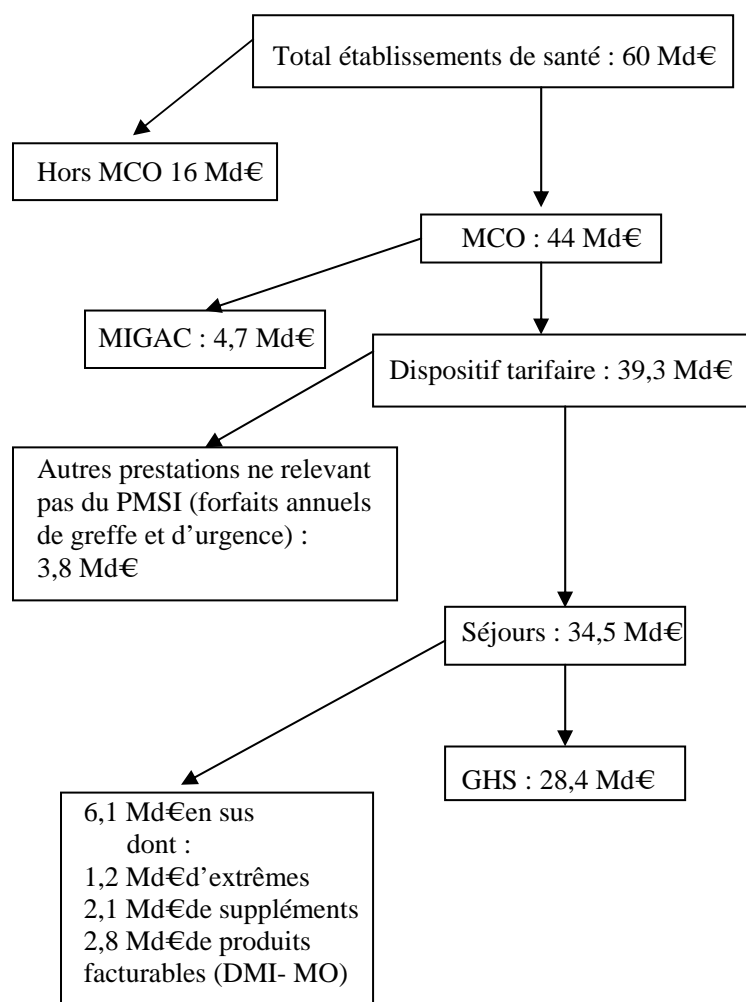 Total établissements de santé : 60 Md€
Hors MCO 16 Md€
MCO : 44 Md€
MIGAC : 4,7 Md€
Dispositif tarifaire : 39,3 Md€
Autres prestations ne relevant
pas du PMSI (forfaits annuels
de greffe et d’urgence) :
3,8 Md€
Séjours : 34,5 Md€
GHS : 28,4 Md€
6,1 Md€en sus
dont :
1,2 Md€d’extrêmes
2,1 Md€de suppléments
2,8 Md€de produits
facturables (DMI- MO)